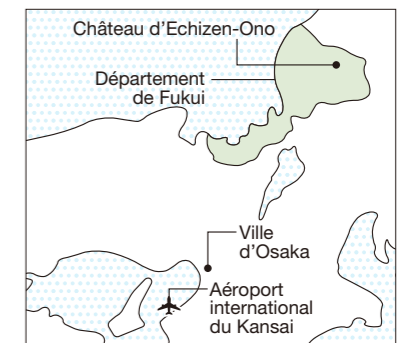 Château d’Echizen-Ono
Département
de Fukui
Ville
d’Osaka
Aéroport
international
du Kansai